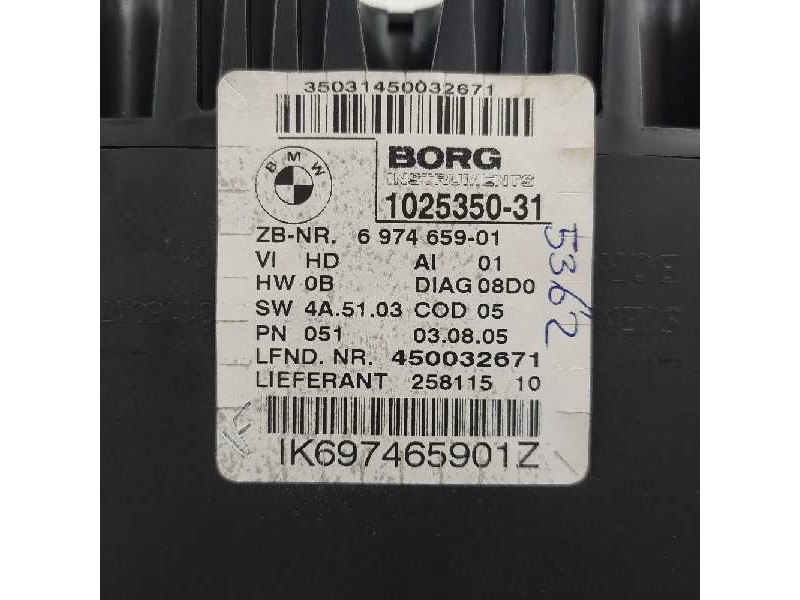 35031450032671
BMW
BORG
INSTRUMENTS
1025350-31
ZB-NR. 6 974 659-01
VI HD AI 01
HW 0B DIAG 08D0
SW 4A.51.03 COD 05
PN 051 03.08.05
LFND. NR. 450032671
LIEFERANT 258115 10
IK697465901Z
5362